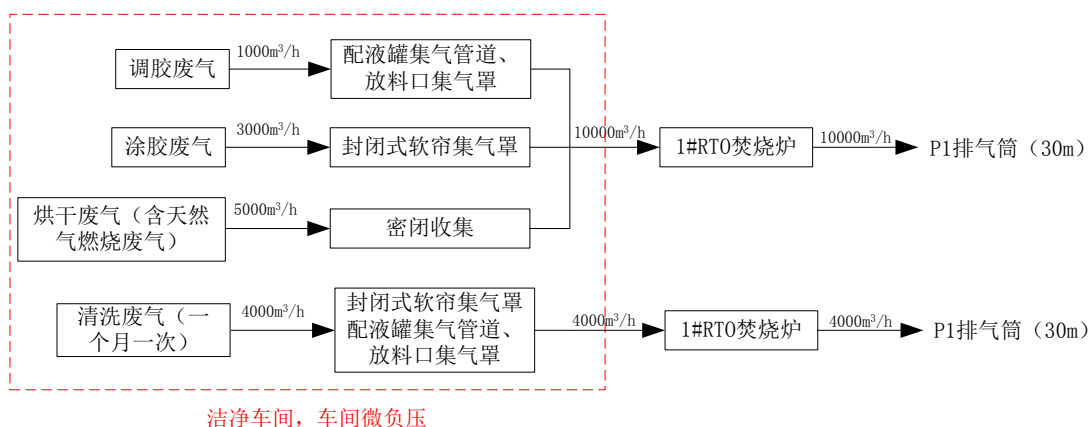 调胶废气
1000m³/h
配液罐集气管道、
放料口集气罩
涂胶废气
3000m³/h
封闭式软帘集气罩
10000m³/h
1#RTO焚烧炉
10000m³/h
P1排气筒（30m）
烘干废气（含天然
气燃烧废气）
5000m³/h
密闭收集
清洗废气（一
个月一次）
4000m³/h
封闭式软帘集气罩
配液罐集气管道、
放料口集气罩
4000m³/h
1#RTO焚烧炉
4000m³/h
P1排气筒（30m）
洁净车间，车间微负压